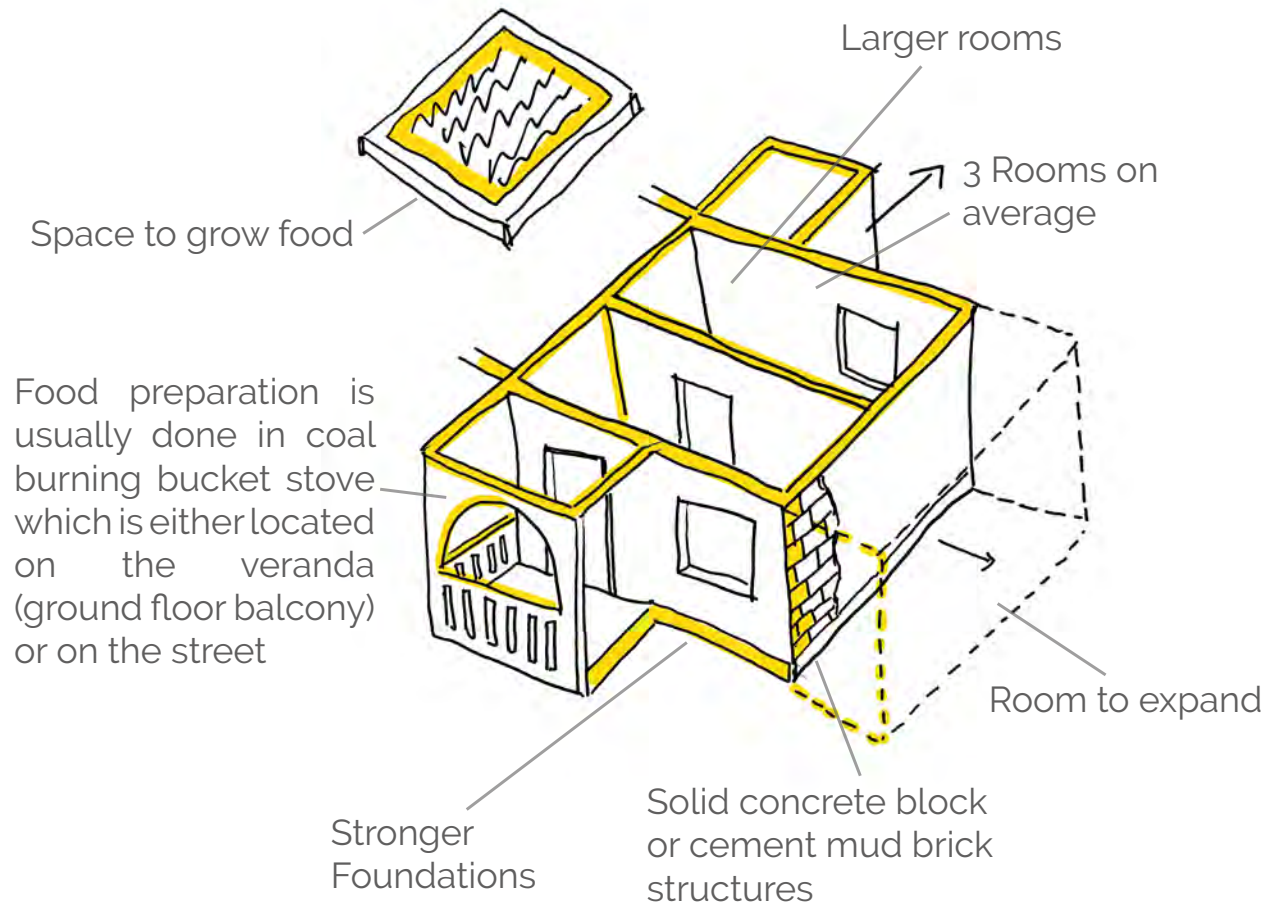 Larger rooms
3 Rooms on
average
Space to grow food
Food preparation is
usually done in coal
burning bucket stove
which is either located
on the veranda
(ground floor balcony)
or on the street
Room to expand
Solid concrete block
or cement mud brick
structures
Stronger
Foundations